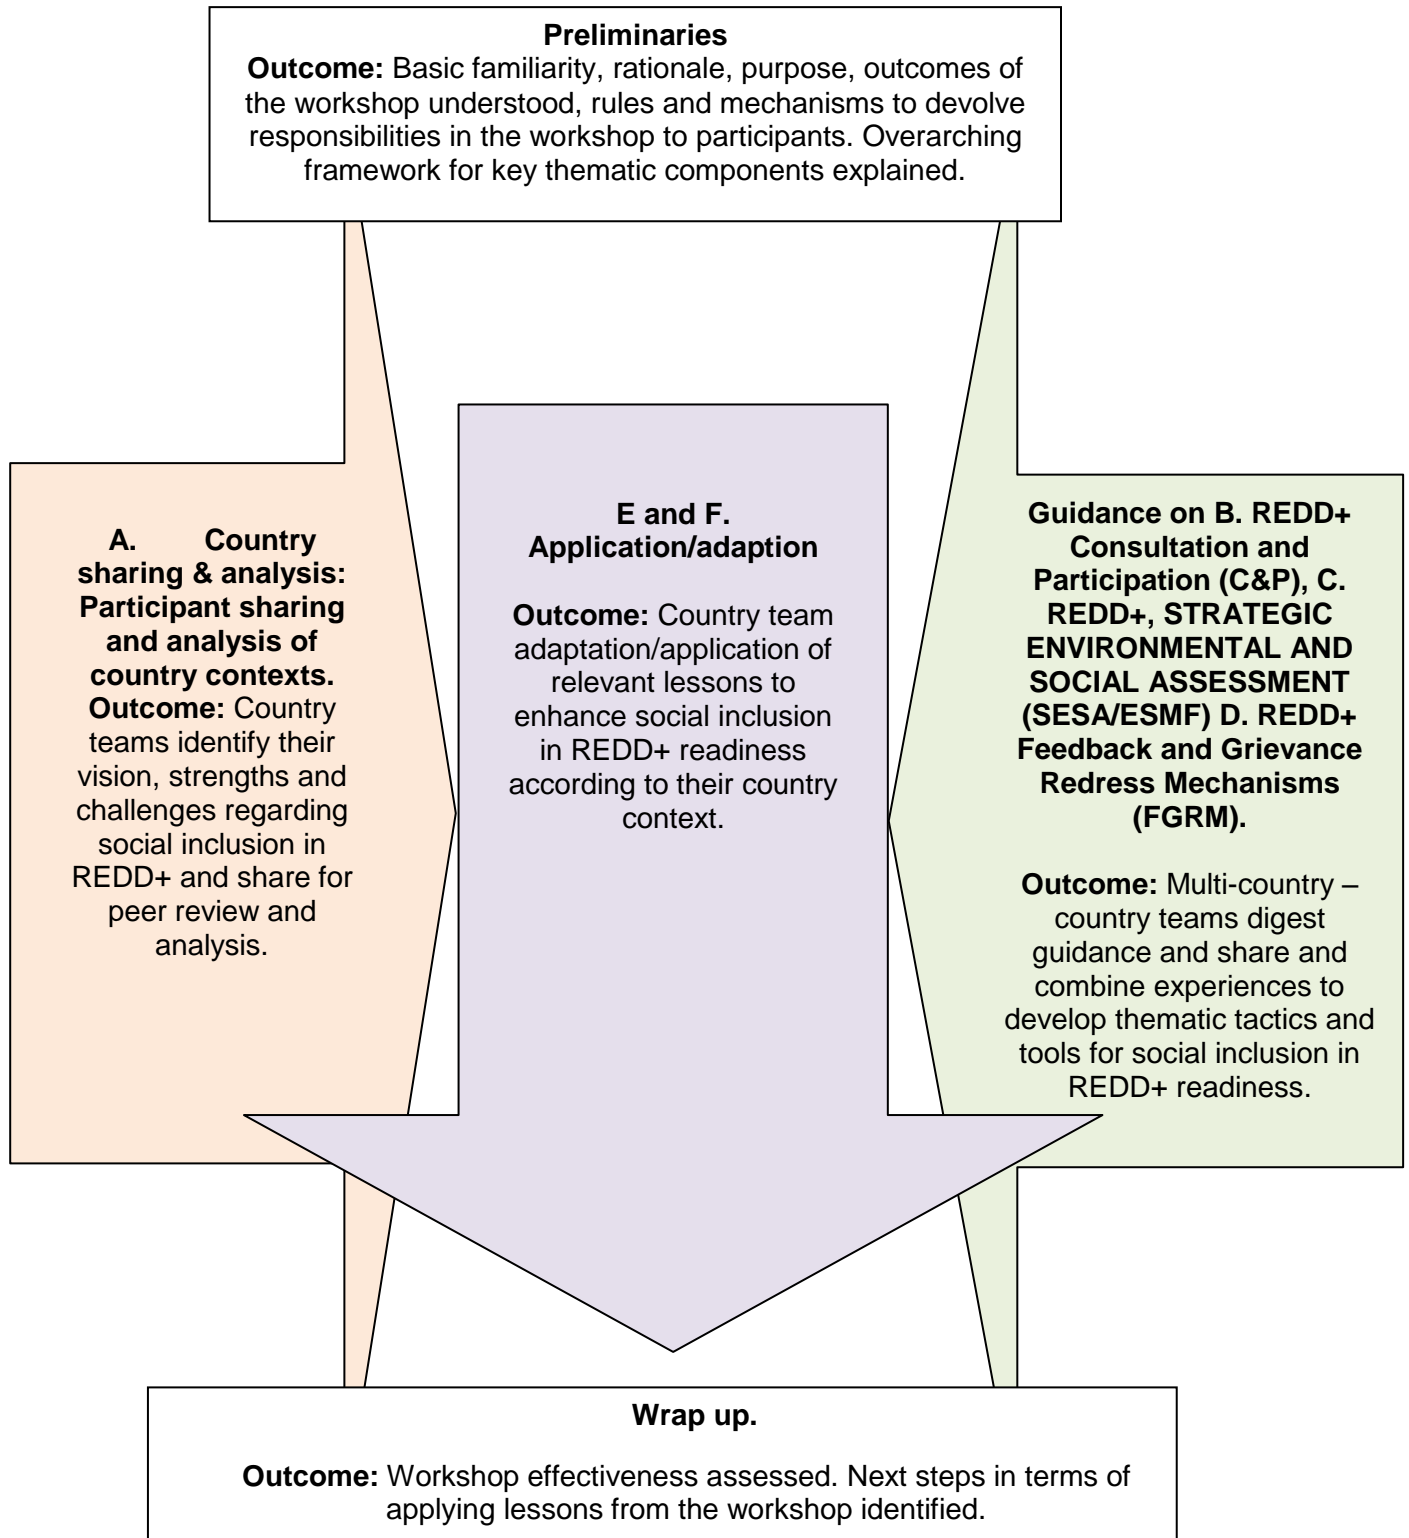 Preliminaries
Outcome: Basic familiarity, rationale, purpose, outcomes of
the workshop understood, rules and mechanisms to devolve
responsibilities in the workshop to participants. Overarching
framework for key thematic components explained.
A. Country
sharing & analysis:
Participant sharing
and analysis of
country contexts.
Outcome: Country
teams identify their
vision, strengths and
challenges regarding
social inclusion in
REDD+ and share for
peer review and
analysis.
E and F.
Application/adaption
Outcome: Country team
adaptation/application of
relevant lessons to
enhance social inclusion
in REDD+ readiness
according to their country
context.
Guidance on B. REDD+
Consultation and
Participation (C&P), C.
REDD+, STRATEGIC
ENVIRONMENTAL AND
SOCIAL ASSESSMENT
(SESA/ESMF) D. REDD+
Feedback and Grievance
Redress Mechanisms
(FGRM).
Outcome: Multi-country –
country teams digest
guidance and share and
combine experiences to
develop thematic tactics and
tools for social inclusion in
REDD+ readiness.
Wrap up.
Outcome: Workshop effectiveness assessed. Next steps in terms of
applying lessons from the workshop identified.